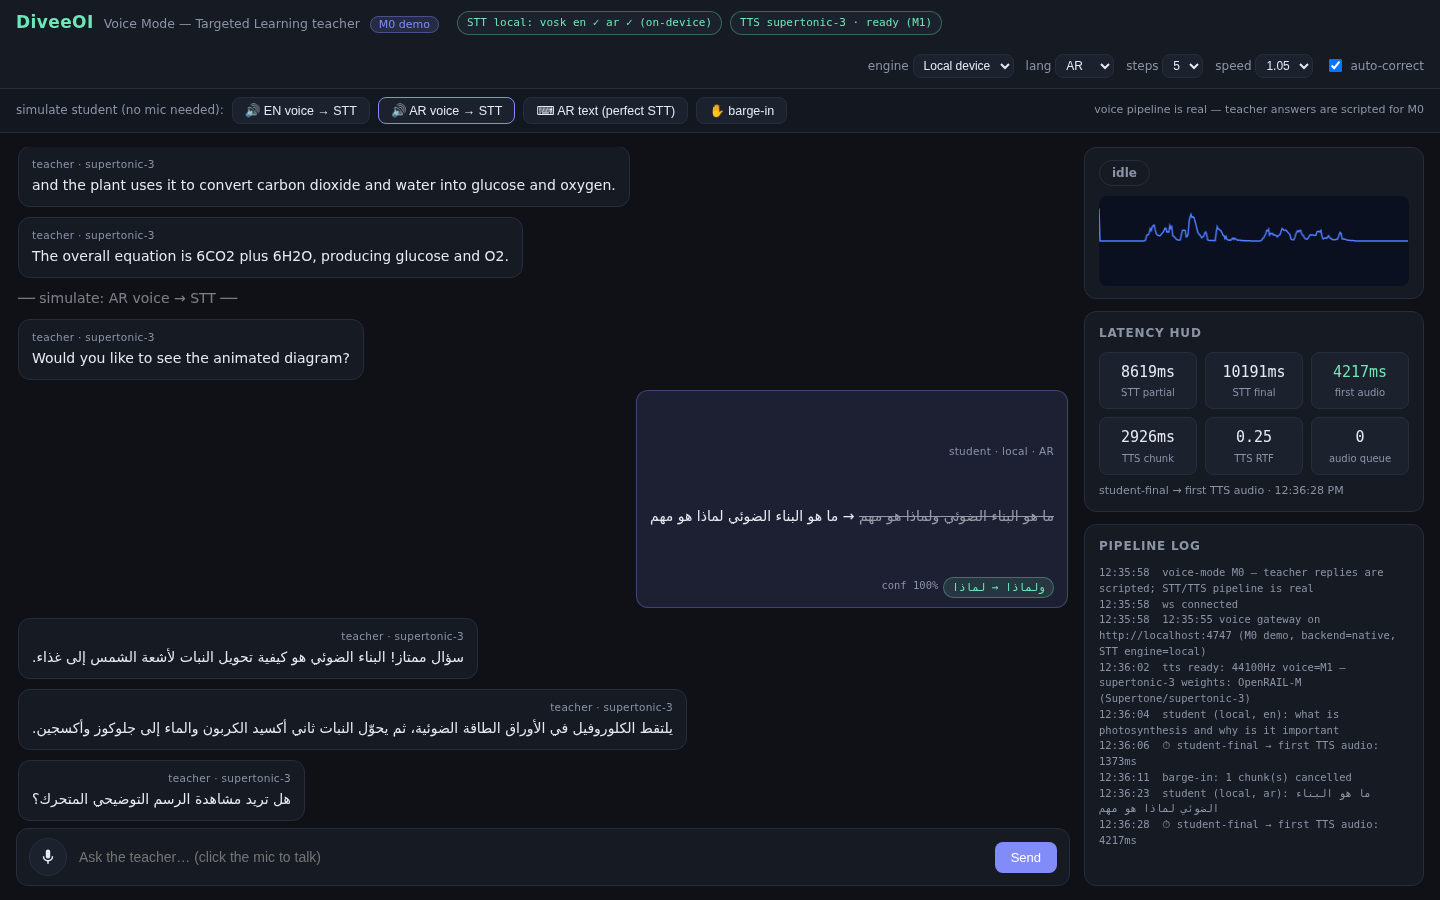 DiveeOI Voice Mode — Targeted Learning teacher M0 demo STT local: vosk en ✓ ar ✓ (on-device) TTS supertonic-3 · ready (M1)
engine Local device lang AR steps 5 speed 1.05 auto-correct
simulate student (no mic needed): 🔊 EN voice → STT 🔊 AR voice → STT ⌨ AR text (perfect STT) ✋ barge-in voice pipeline is real — teacher answers are scripted for M0
teacher · supertonic-3
and the plant uses it to convert carbon dioxide and water into glucose and oxygen.
teacher · supertonic-3
The overall equation is 6CO2 plus 6H2O, producing glucose and O2.
── simulate: AR voice → STT ──
teacher · supertonic-3
Would you like to see the animated diagram?
student · local · AR
ما هو البناء الضوئي ولماذا هو مهم → ما هو البناء الضوئي لماذا هو مهم
ولماذا → لماذا conf 100%
teacher · supertonic-3
سؤال ممتاز! البناء الضوئي هو كيفية تحويل النبات لأشعة الشمس إلى غذاء.
teacher · supertonic-3
يلتقط الكلوروفيل في الأوراق الطاقة الضوئية، ثم يحوّل النبات ثاني أكسيد الكربون والماء إلى جلوكوز وأكسجين.
teacher · supertonic-3
هل تريد مشاهدة الرسم التوضيحي المتحرك؟
Ask the teacher… (click the mic to talk) Send
idle
LATENCY HUD
8619ms 10191ms 4217ms
STT partial STT final first audio
2926ms 0.25 0
TTS chunk TTS RTF audio queue
student-final → first TTS audio · 12:36:28 PM
PIPELINE LOG
12:35:58 voice-mode M0 — teacher replies are
scripted; STT/TTS pipeline is real
12:35:58 ws connected
12:35:58 12:35:55 voice gateway on
http://localhost:4747 (M0 demo, backend=native,
STT engine=local)
12:36:02 tts ready: 44100Hz voice=M1 —
supertonic-3 weights: OpenRAIL-M
(Supertone/supertonic-3)
12:36:04 student (local, en): what is
photosynthesis and why is it important
12:36:06 ⏱ student-final → first TTS audio:
1373ms
12:36:11 barge-in: 1 chunk(s) cancelled
12:36:23 student (local, ar): ما هو البناء
الضوئي لماذا هو مهم
12:36:28 ⏱ student-final → first TTS audio:
4217ms